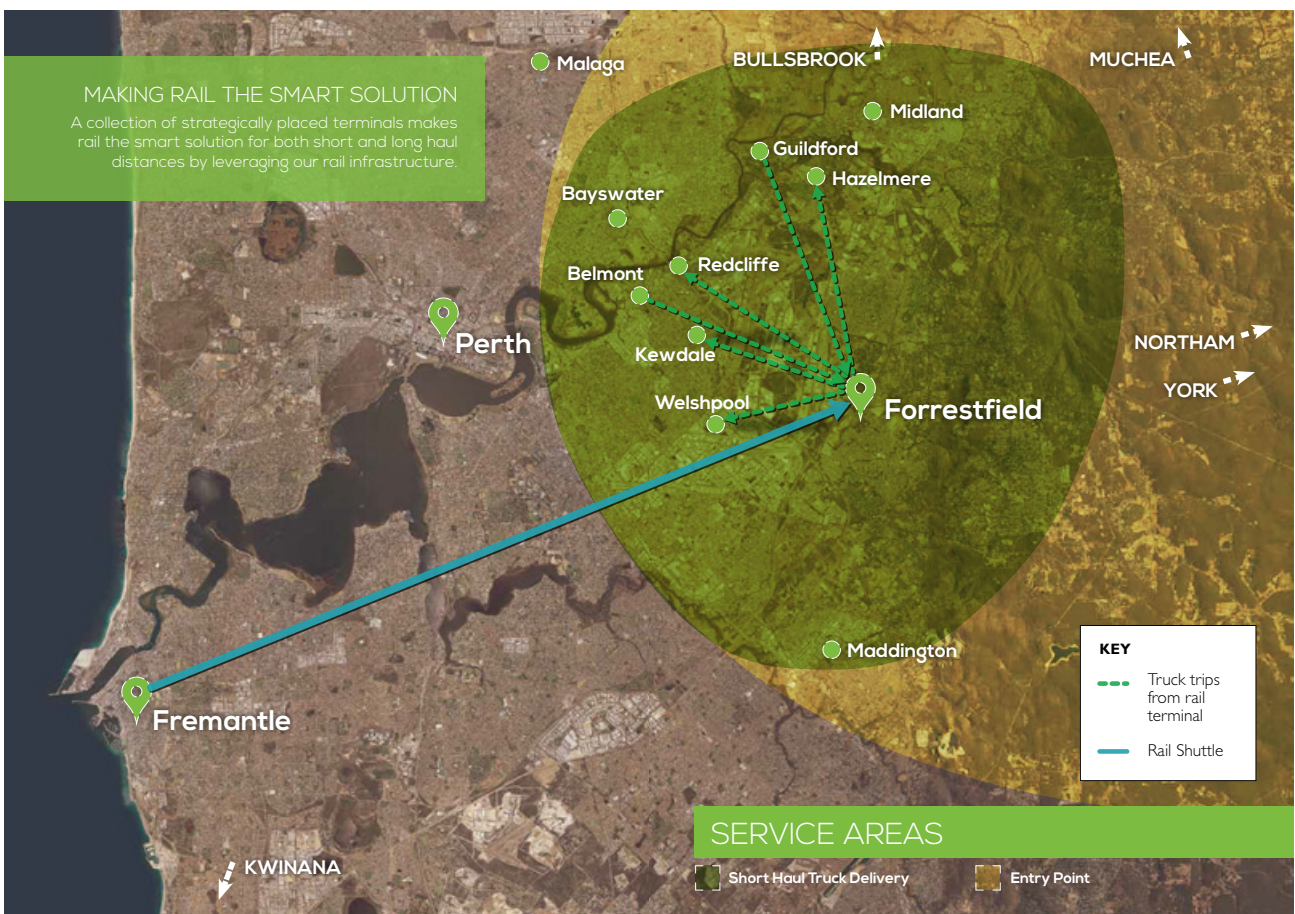 MAKING RAIL THE SMART SOLUTION
A collection of strategically placed terminals makes
rail the smart solution for both short and long haul
distances by leveraging our rail infrastructure.
Malaga
BULLSBROOK
MUCHEA
Midland
Guildford
Hazelmere
Bayswater
Redcliffe
Belmont
Perth
Kewdale
NORTHAM
YORK
Welshpool
Forrestfield
Maddington
Fremantle
KEY
Truck trips
from rail
terminal
Rail Shuttle
SERVICE AREAS
KWINANA
Short Haul Truck Delivery
Entry Point